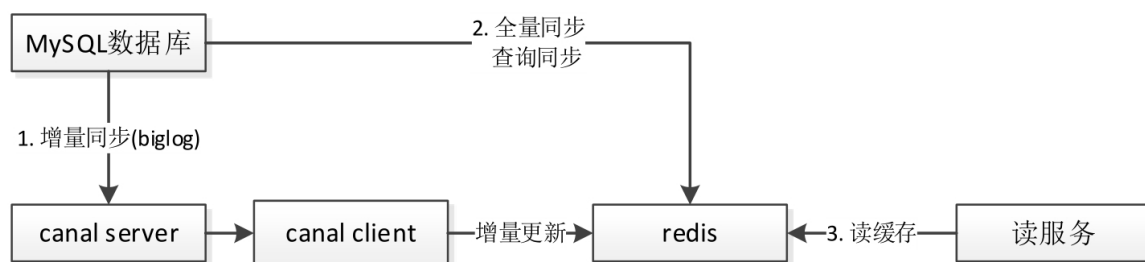 MySQL数据库
2. 全量同步
查询同步
1. 增量同步(biglog)
canal server
canal client
增量更新
redis
3. 读缓存
读服务